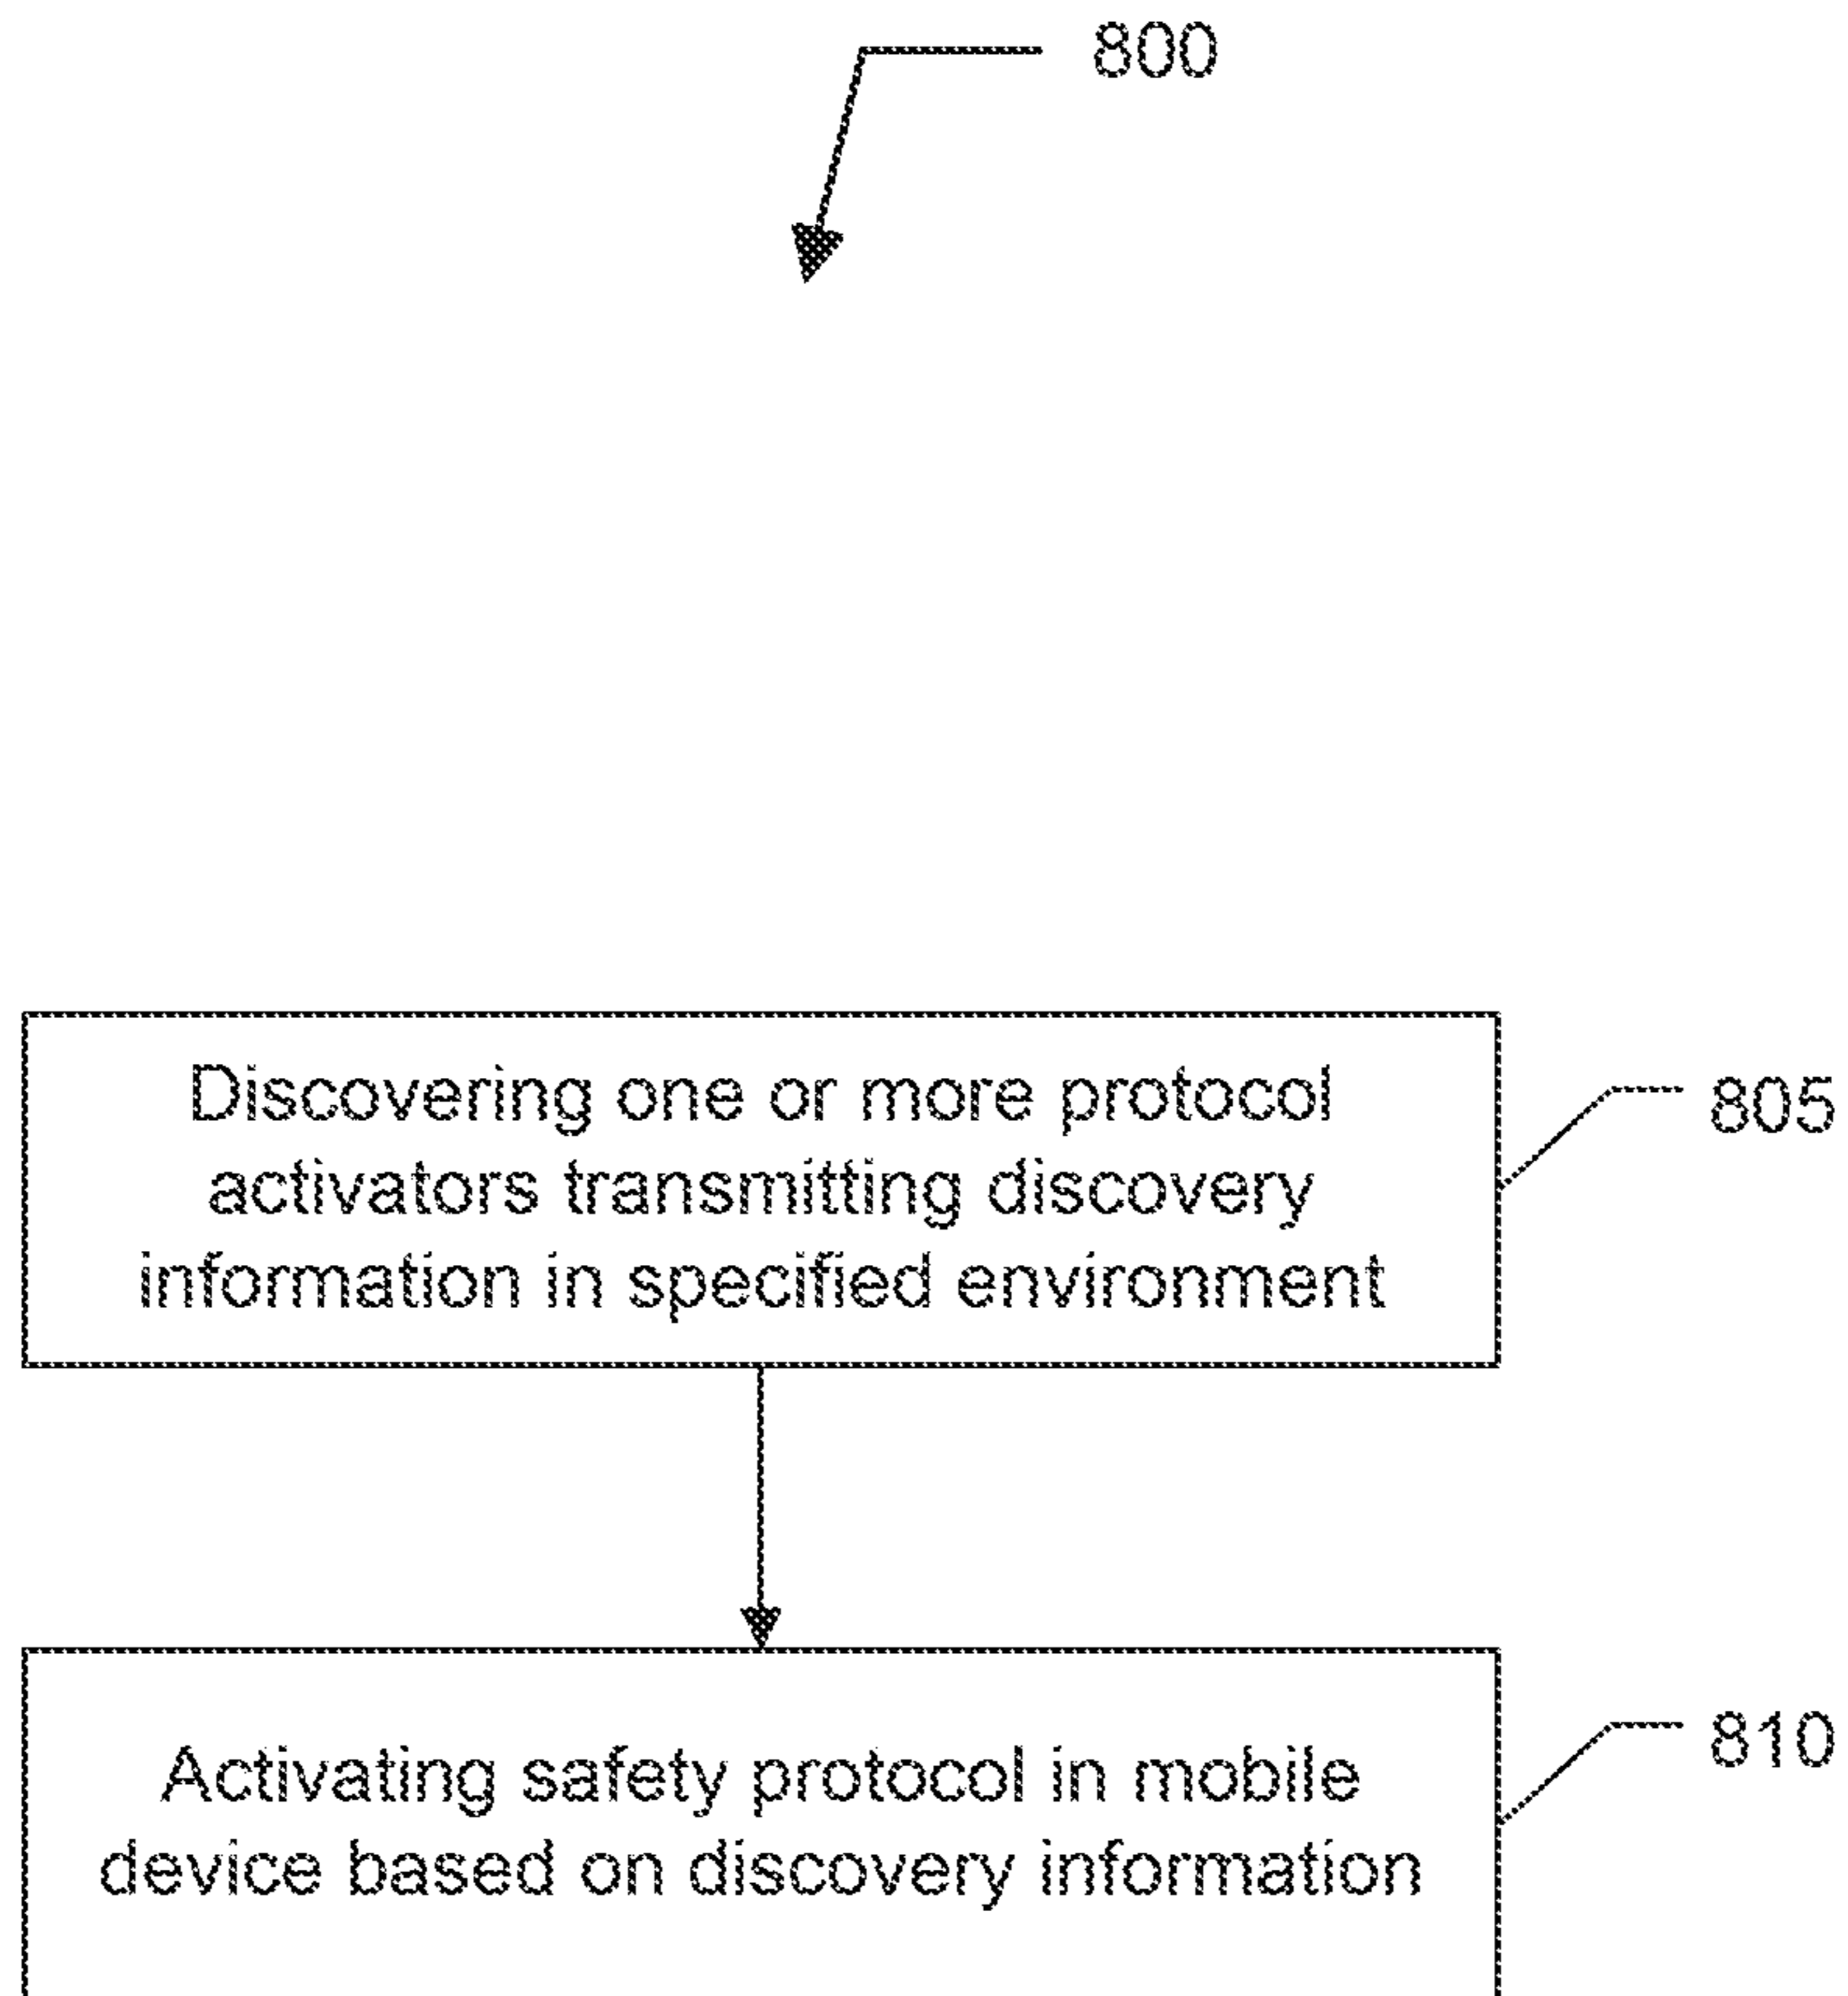 800
Discovering one or more protocol
activators transmitting discovery
information in specified environment
805
Activating safety protocol in mobile
device based on discovery information
810